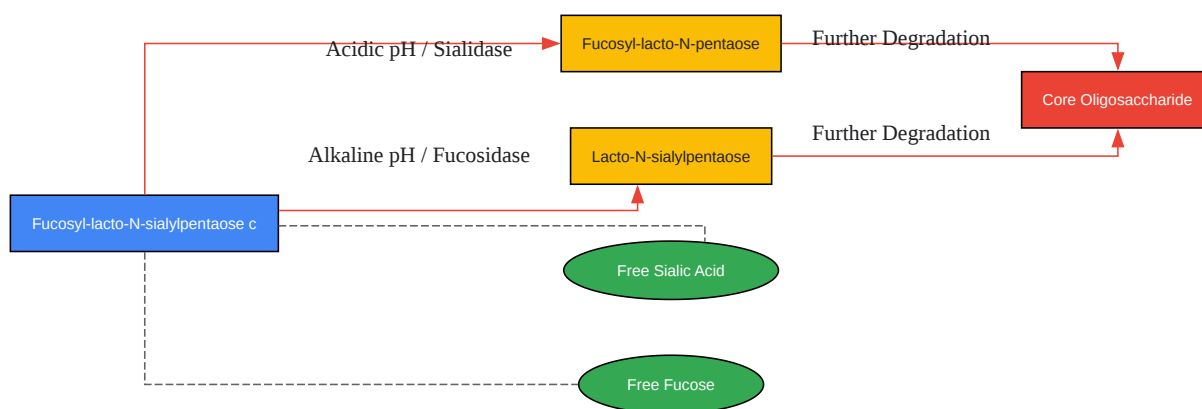 Acidic pH / Sialidase
Fucosyl-lacto-N-pentaose
Further Degradation
Core Oligosaccharide
Alkaline pH / Fucosidase
Lacto-N-sialylpentaose
Further Degradation
Fucosyl-lacto-N-sialylpentaose c
Free Sialic Acid
Free Fucose